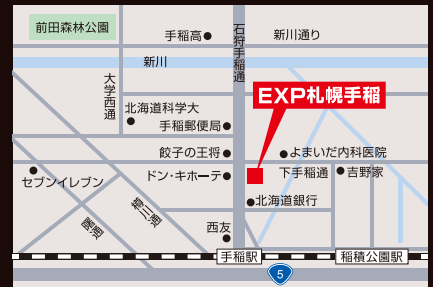 前田森林公園
手稲高
石狩手稲通
新川通り
新川
大学西通
EXP札幌手稲
北海道科学大
手稲郵便局
餃子の王将
よまいだ内科医院
セブンイレブン
ドン・キホーテ
下手稲通
吉野家
曙通
樽川通
北海道銀行
西友
手稲駅
稲積公園駅
5